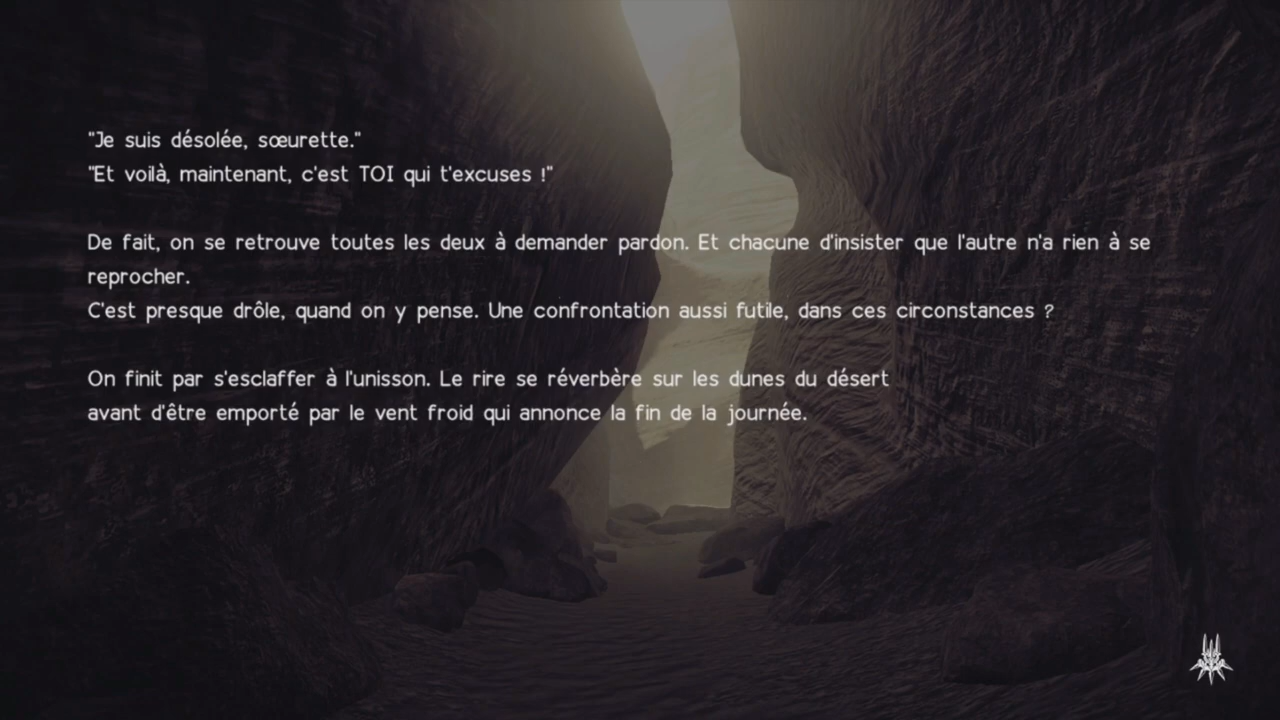 "Je suis désolée, sœurette."
"Et voilà, maintenant, c'est TOI qui t'excuses !"
De fait, on se retrouve toutes les deux à demander pardon. Et chacune d'insister que l'autre n'a rien à se
reprocher.
C'est presque drôle, quand on y pense. Une confrontation aussi futile, dans ces circonstances ?
On finit par s'esclaffer à l'unisson. Le rire se réverbère sur les dunes du désert
avant d'être emporté par le vent froid qui annonce la fin de la journée.